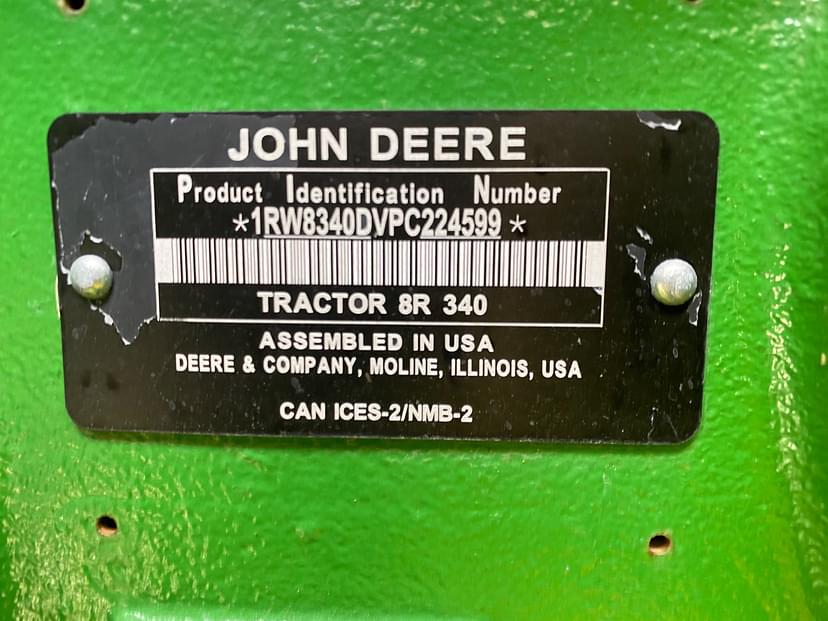 JOHN DEERE
Product Identification Number
*1RW8340DVPC224599*
TRACTOR 8R 340
ASSEMBLED IN USA
DEERE & COMPANY, MOLINE, ILLINOIS, USA
CAN ICES-2/NMB-2